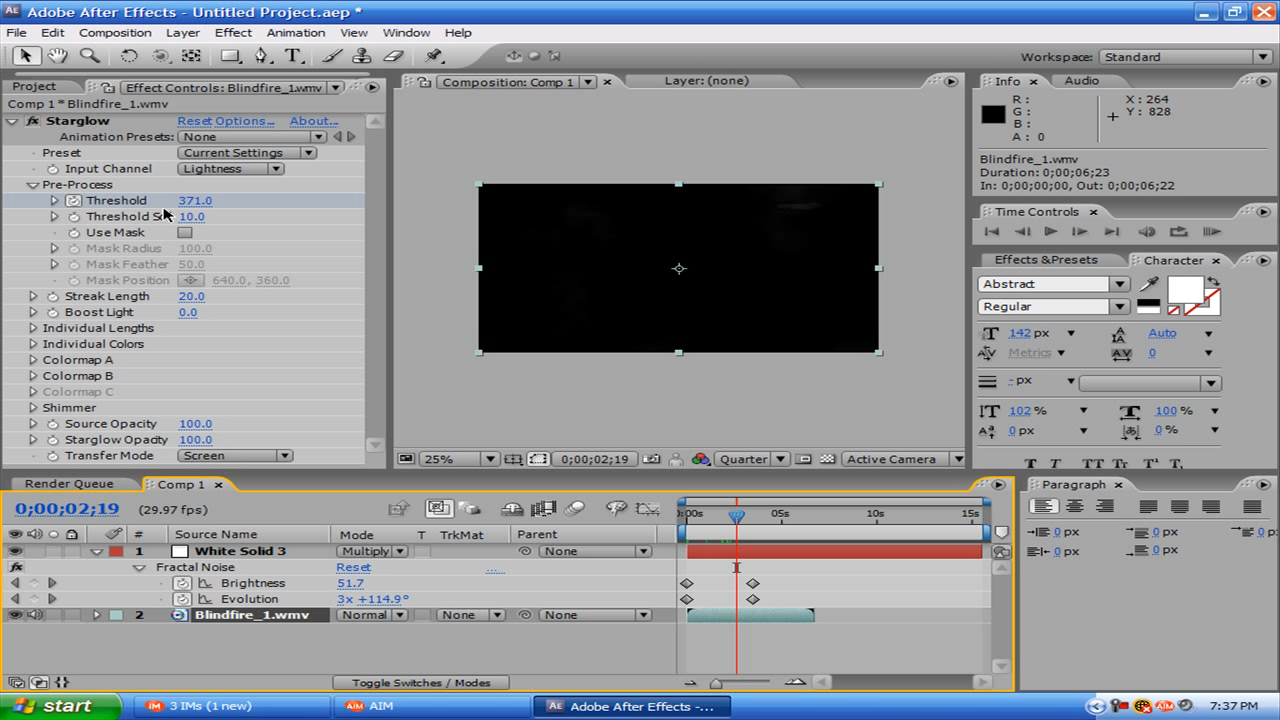 Adobe After Effects - Untitled Project.aep *
File Edit Composition Layer Effect Animation View Window Help
Workspace: Standard
Project Effect Controls: Blindfire_1.wmv
Comp 1 * Blindfire_1.wmv
Starglow Reset Options... About...
Animation Presets: None
Preset Current Settings
Input Channel Lightness
Pre-Process
Threshold 371.0
Threshold S 10.0
Use Mask
Mask Radius 100.0
Mask Feather 50.0
Mask Position 640.0, 360.0
Streak Length 20.0
Boost Light 0.0
Individual Lengths
Individual Colors
Colormap A
Colormap B
Colormap C
Shimmer
Source Opacity 100.0
Starglow Opacity 100.0
Transfer Mode Screen
Composition: Comp 1 Layer: (none)
25% 0;00;02;19 Quarter Active Camera
Info Audio
R : X : 264
G : Y : 828
B :
A : 0
Blindfire_1.wmv
Duration: 0;00;06;23
In: 0;00;00;00, Out: 0;00;06;22
Time Controls
Effects &Presets Character
Abstract
Regular
142 px Auto
Metrics 0
- px
102 % 100 %
0 px 0 %
T T TT Tr T¹ T₁
Render Queue Comp 1
0;00;02;19 (29.97 fps)
0:00s 05s 10s 15s
# Source Name Mode T TrkMat Parent
1 White Solid 3 Multiply None
Fractal Noise Reset ...
Brightness 51.7
Evolution 3x +114.9°
2 Blindfire_1.wmv Normal None None
Toggle Switches / Modes
Paragraph
0 px 0 px 0 p
0 px 0 px
start 3 IMs (1 new) AIM Adobe After Effects -... 7:37 PM